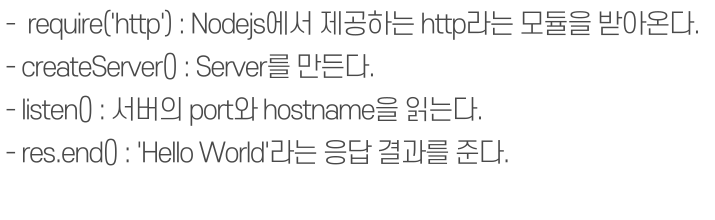 - require('http') : Nodejs에서 제공하는 http라는 모듈을 받아온다.
- createServer() : Server를 만든다.
- listen() : 서버의 port와 hostname을 읽는다.
- res.end() : 'Hello World'라는 응답 결과를 준다.